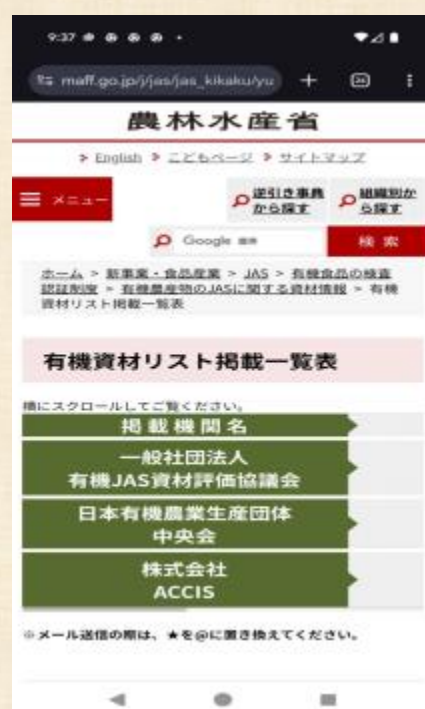 9:37
maff.go.jp/j/jas/jas_kikaku/yu
農林水産省
English こどもページ サイトマップ
メニュー
逆引き事典から探す
組織別から探す
Google
検索
ホーム > 新事業・食品産業 > JAS > 有機食品の検査
認証制度 > 有機農産物のJASに関する資材情報 > 有機
資材リスト掲載一覧表
有機資材リスト掲載一覧表
横にスクロールしてご覧ください。
掲載機関名
一般社団法人
有機JAS資材評価協議会
日本有機農業生産団体
中央会
株式会社
ACCIS
※メール送信の際は、★を@に置き換えてください。